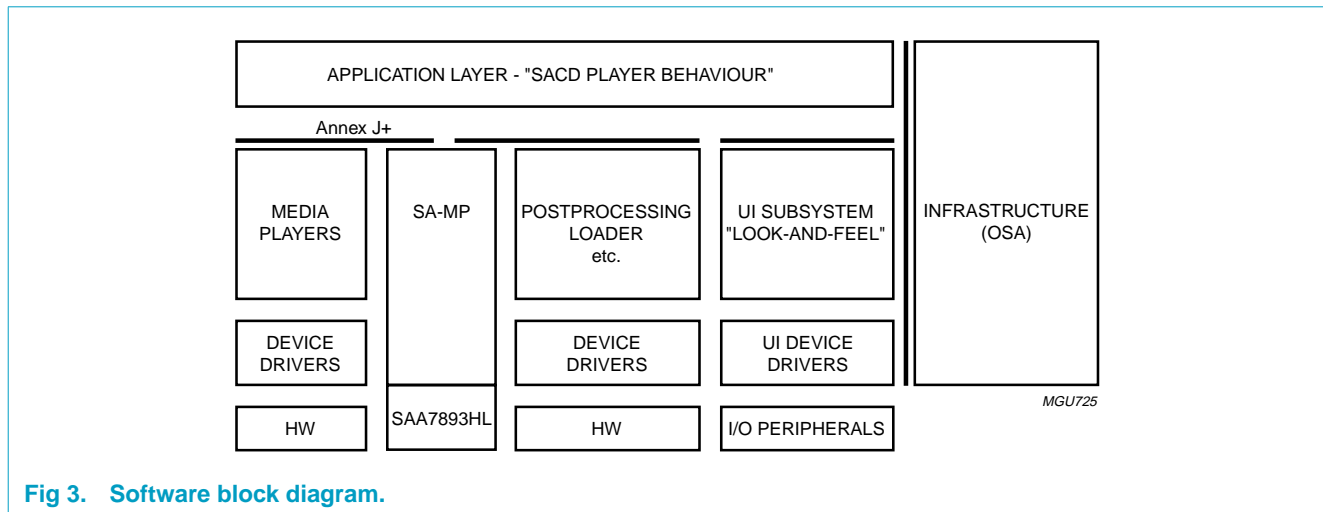 APPLICATION LAYER - "SACD PLAYER BEHAVIOUR"
Annex J+
MEDIA
PLAYERS
SA-MP
POSTPROCESSING
LOADER
etc.
UI SUBSYSTEM
"LOOK-AND-FEEL"
INFRASTRUCTURE
(OSA)
DEVICE
DRIVERS
DEVICE
DRIVERS
UI DEVICE
DRIVERS
HW
SAA7893HL
HW
I/O PERIPHERALS
MGU725
Fig 3. Software block diagram.